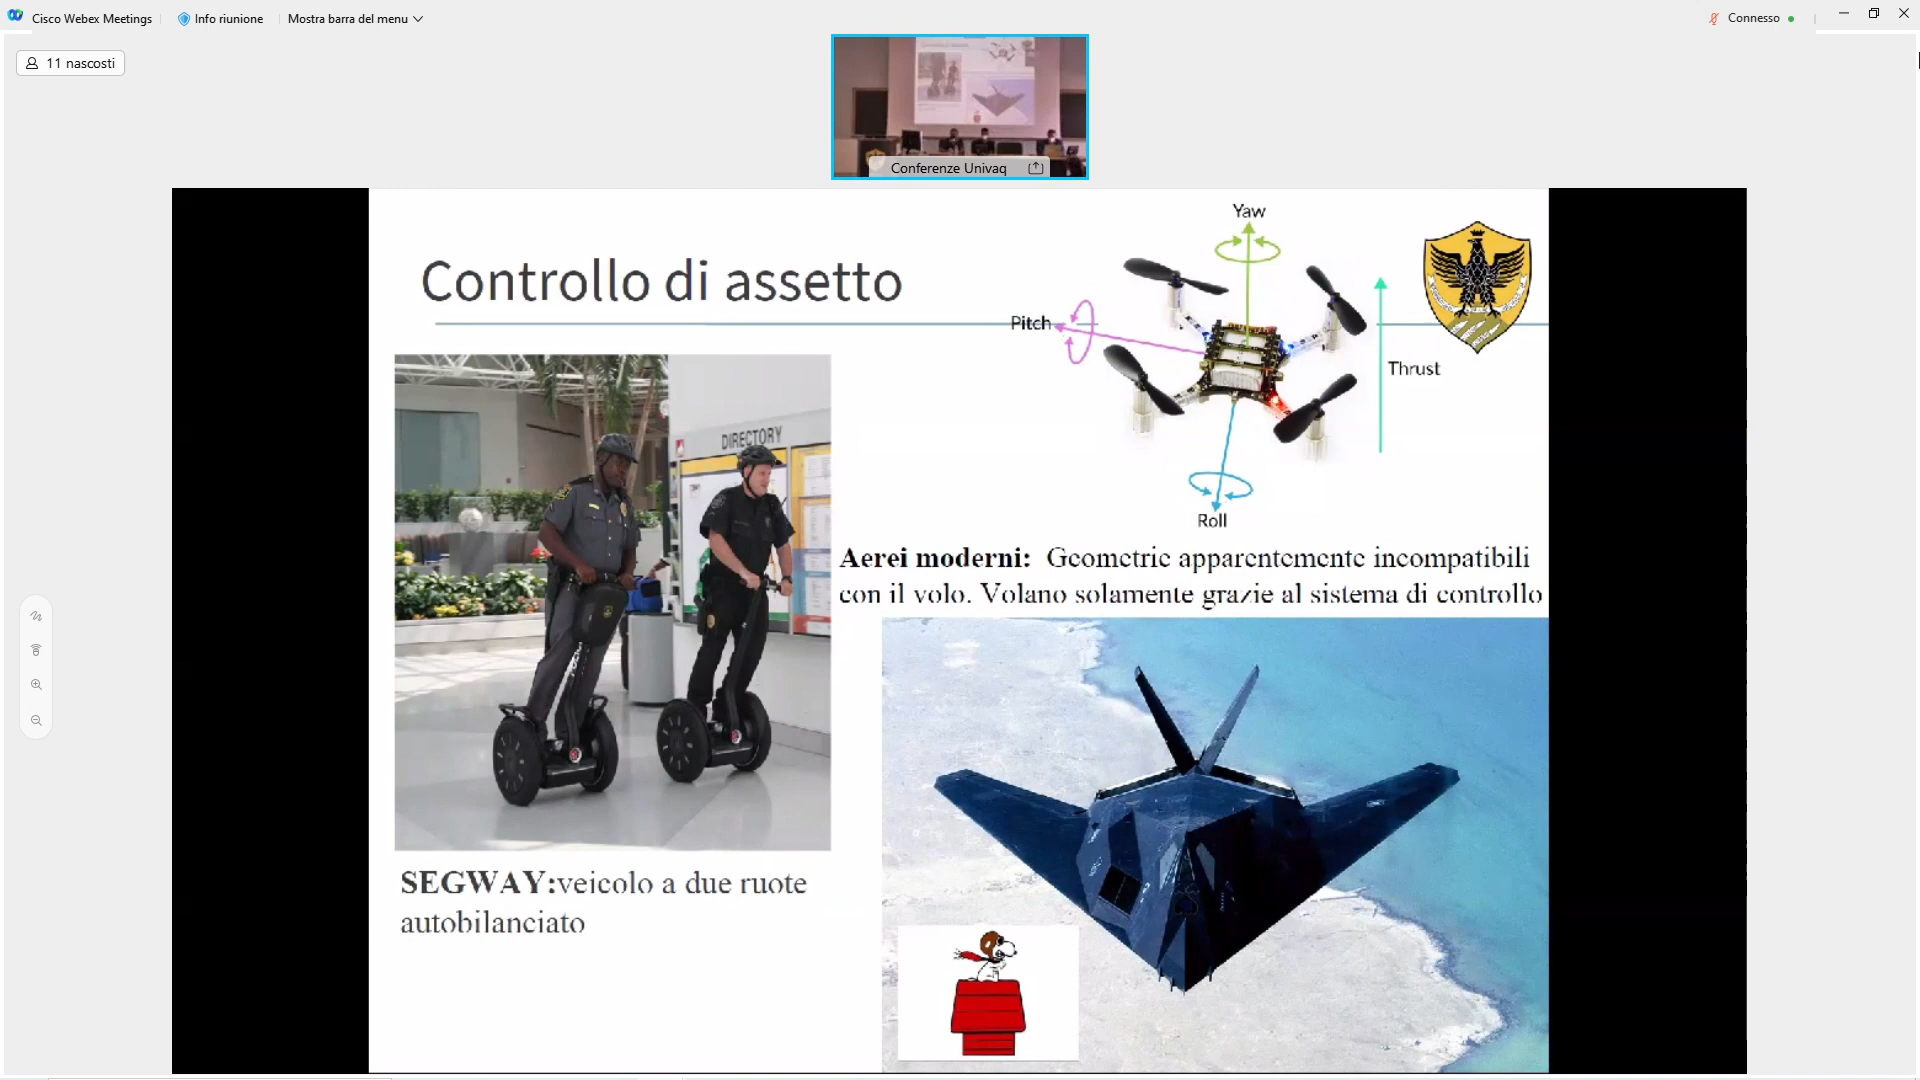 Cisco Webex Meetings
Info riunione
Mostra barra del menu
Connesso
11 nascosti
Conferenze Univaq
Controllo di assetto
Yaw
Pitch
Thrust
Roll
DIRECTORY
Aerei moderni: Geometrie apparentemente incompatibili
con il volo. Volano solamente grazie al sistema di controllo
SEGWAY:veicolo a due ruote
autobilanciato